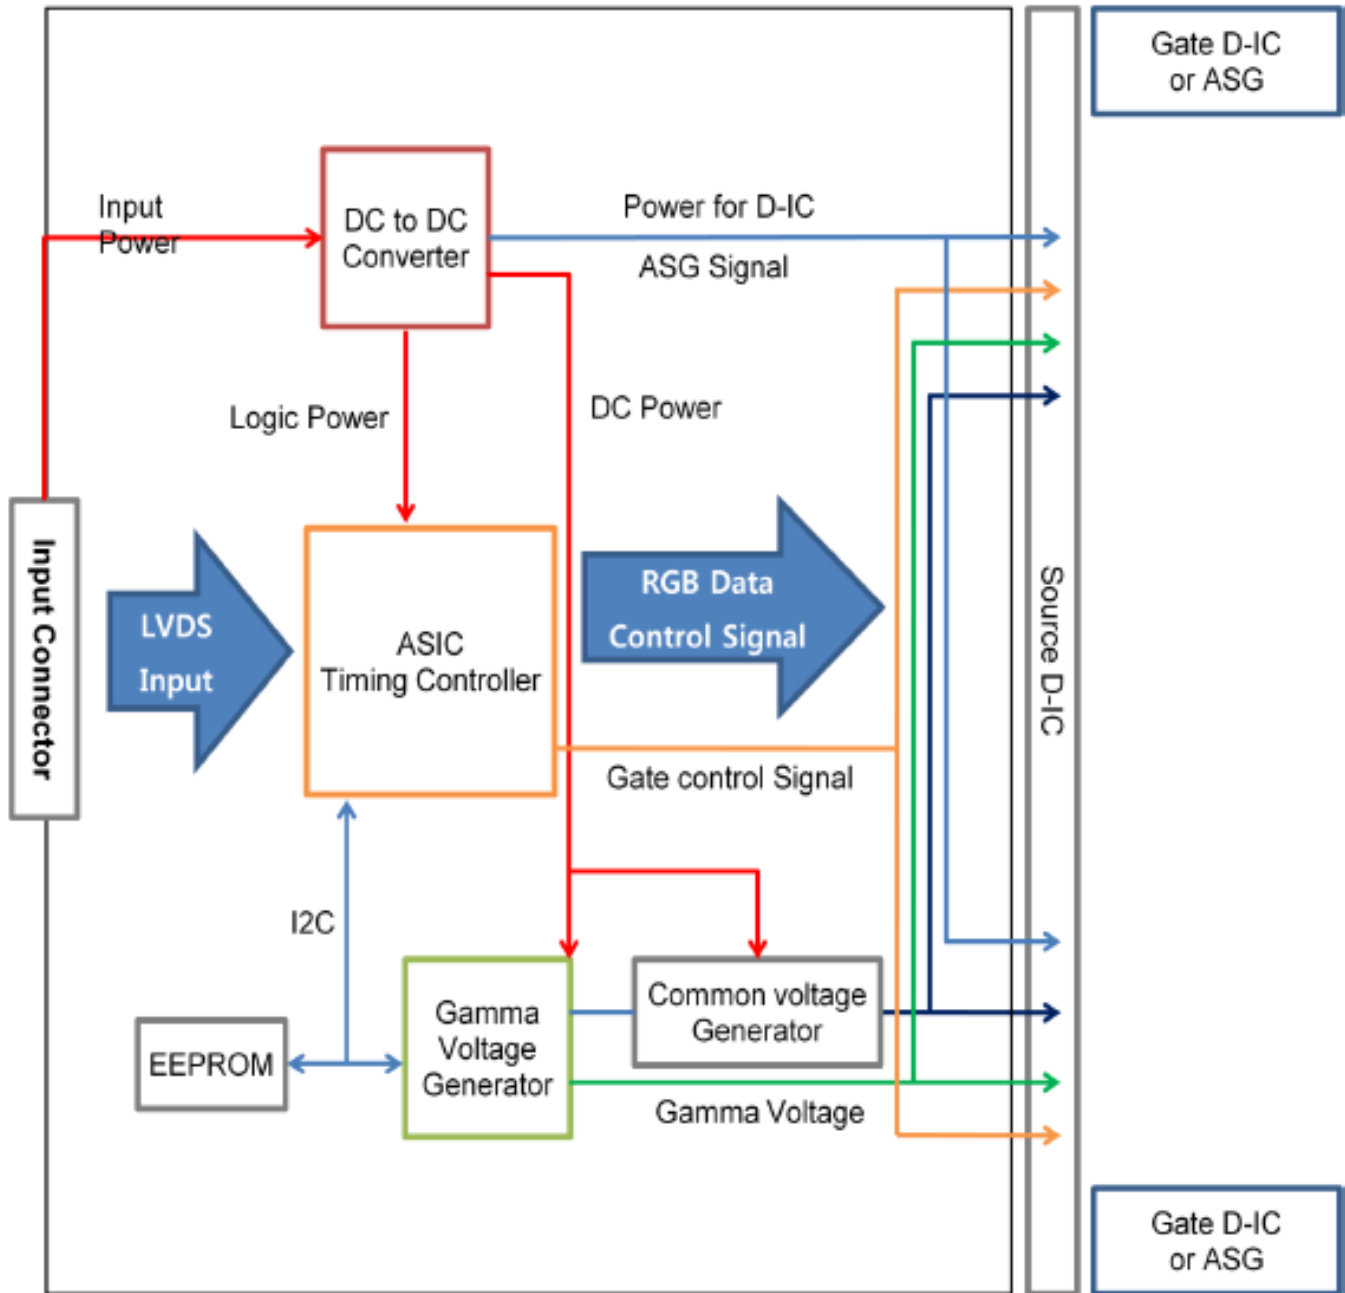 Gate D-IC
or ASG
Input
Power
DC to DC
Converter
Power for D-IC
ASG Signal
Logic Power
DC Power
Input Connector
LVDS
Input
ASIC
Timing Controller
RGB Data
Control Signal
Source D-IC
Gate control Signal
I2C
EEPROM
Gamma
Voltage
Generator
Common voltage
Generator
Gamma Voltage
Gate D-IC
or ASG